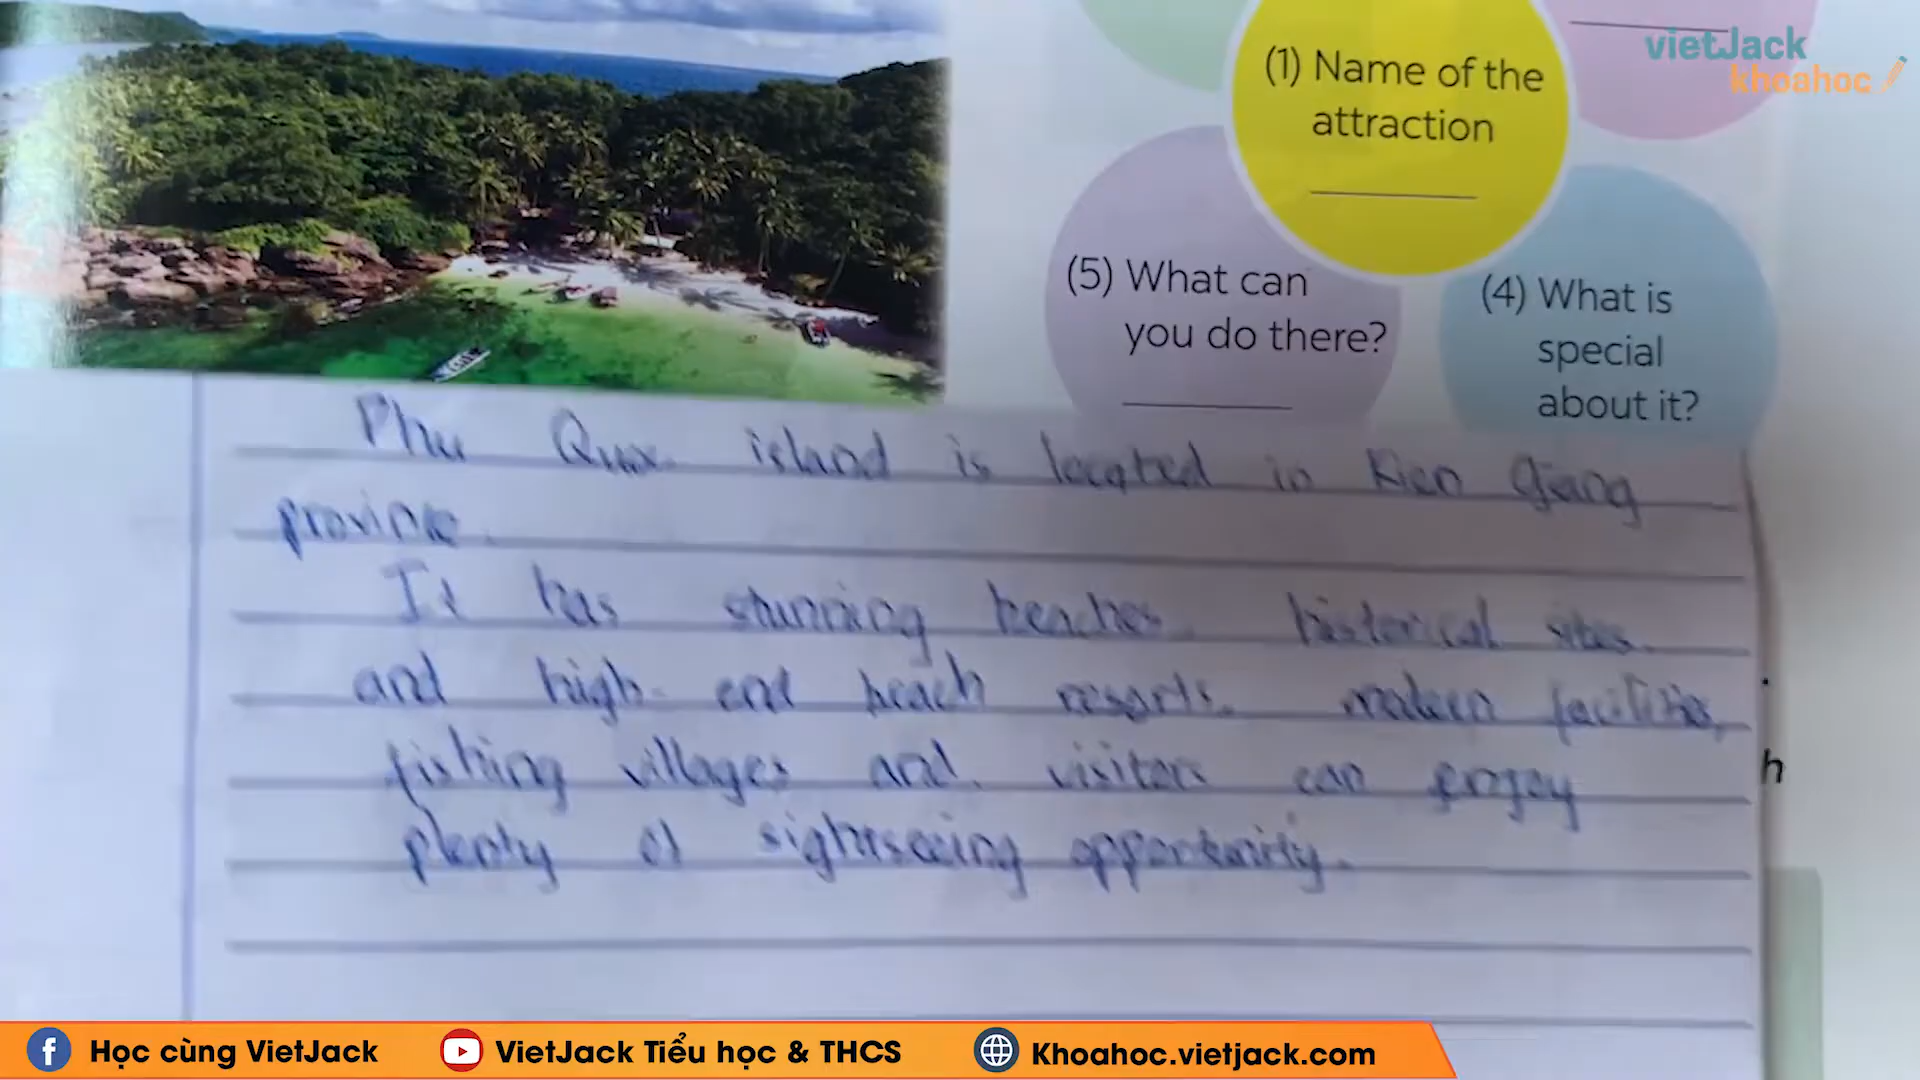 vietJack
khoahoc
(1) Name of the
attraction
(5) What can
you do there?
(4) What is
special
about it?
Phu Quoc island is located in Kien Giang
province.
It has stunning beaches, historical sites
and high-end beach resorts, modern facilities,
fishing villages and visitors can enjoy
plenty of sightseeing opportunity.
h
Học cùng VietJack
VietJack Tiểu học & THCS
Khoahoc.vietjack.com